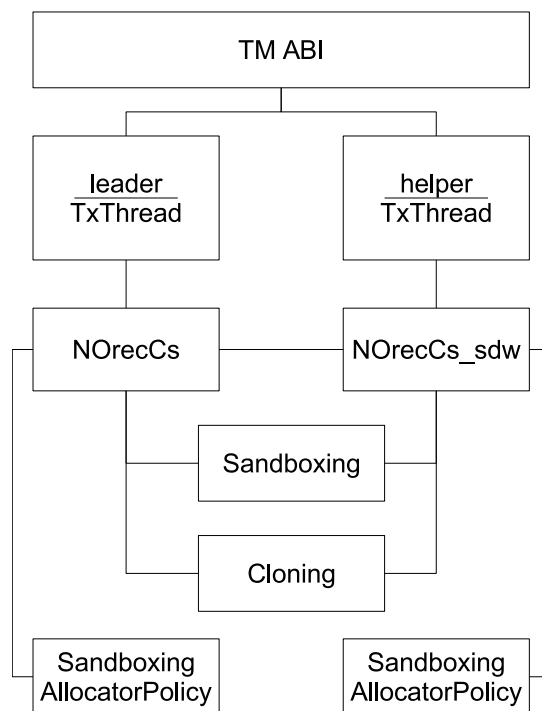 TM ABI
leader
TxThread
helper
TxThread
NOrecCs
NOrecCs_sdw
Sandboxing
Cloning
Sandboxing
AllocatorPolicy
Sandboxing
AllocatorPolicy